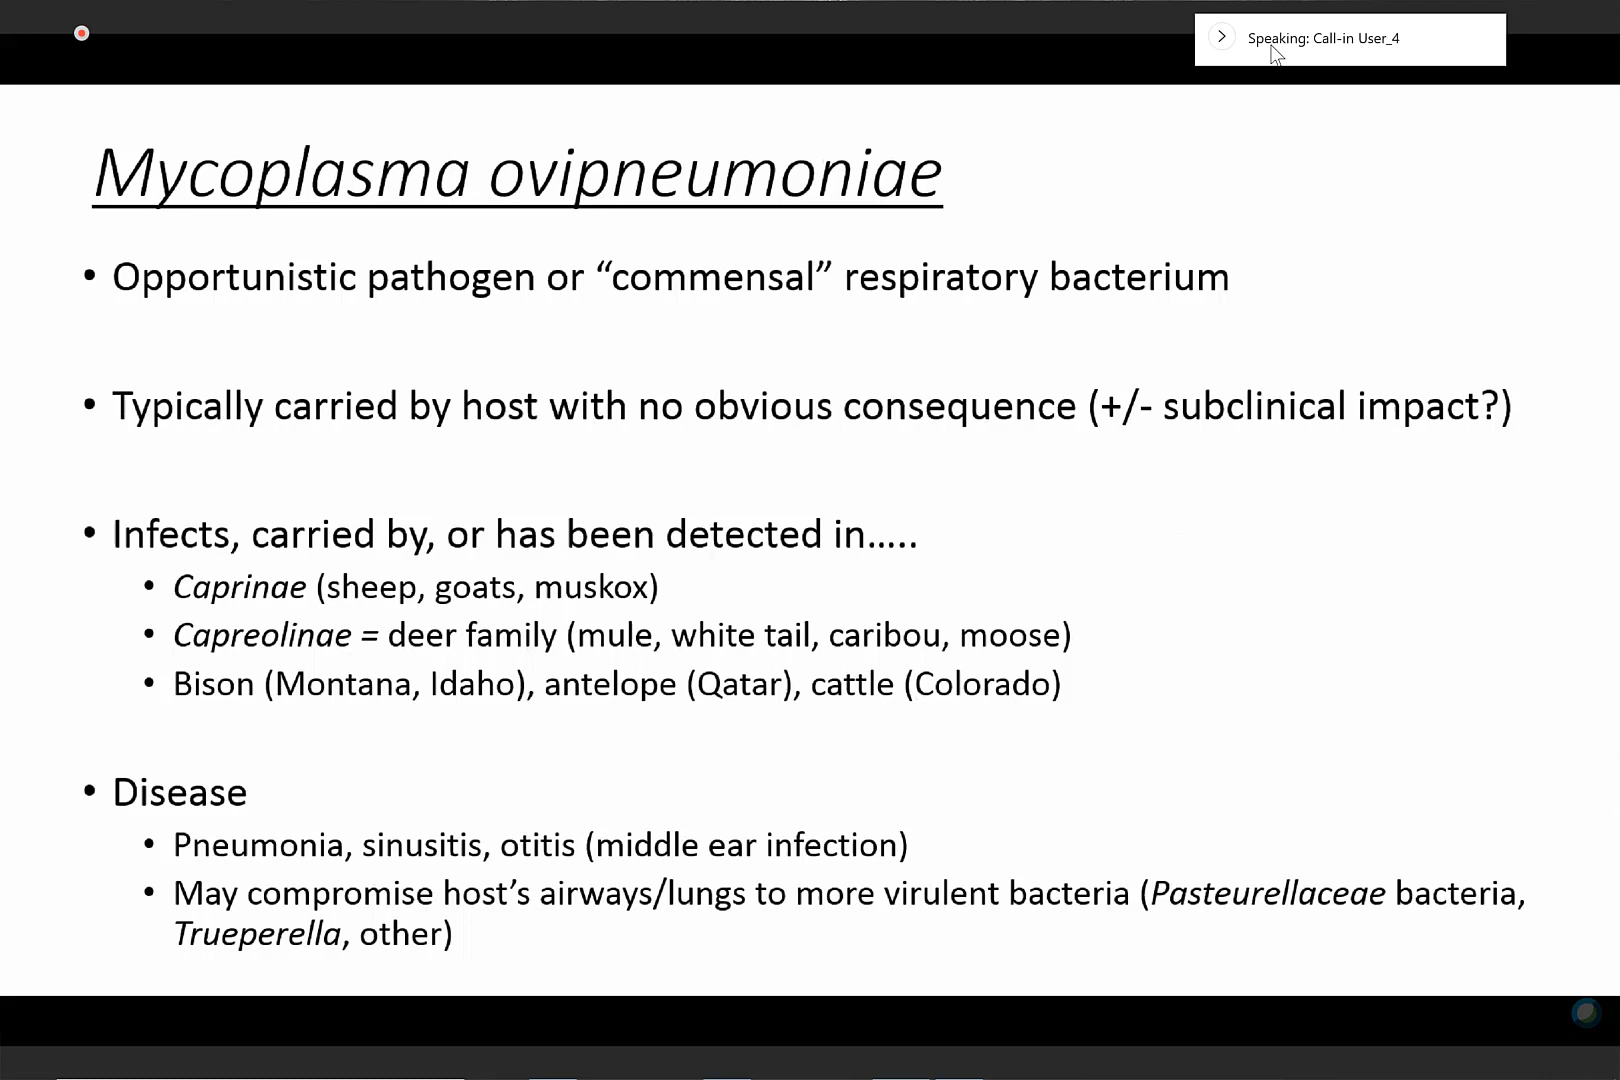 Speaking: Call-in User_4
Mycoplasma ovipneumoniae
• Opportunistic pathogen or “commensal” respiratory bacterium
• Typically carried by host with no obvious consequence (+/- subclinical impact?)
• Infects, carried by, or has been detected in…..
• Caprinae (sheep, goats, muskox)
• Capreolinae = deer family (mule, white tail, caribou, moose)
• Bison (Montana, Idaho), antelope (Qatar), cattle (Colorado)
• Disease
• Pneumonia, sinusitis, otitis (middle ear infection)
• May compromise host’s airways/lungs to more virulent bacteria (Pasteurellaceae bacteria,
Trueperella, other)